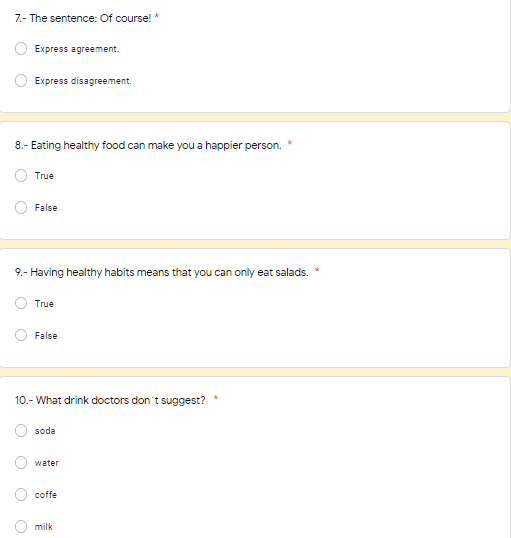 7.- The sentence: Of course! *
Express agreement.
Express disagreement.
8.- Eating healthy food can make you a happier person. *
True
False
9.- Having healthy habits means that you can only eat salads. *
True
False
10.- What drink doctors don´t suggest? *
soda
water
coffe
milk